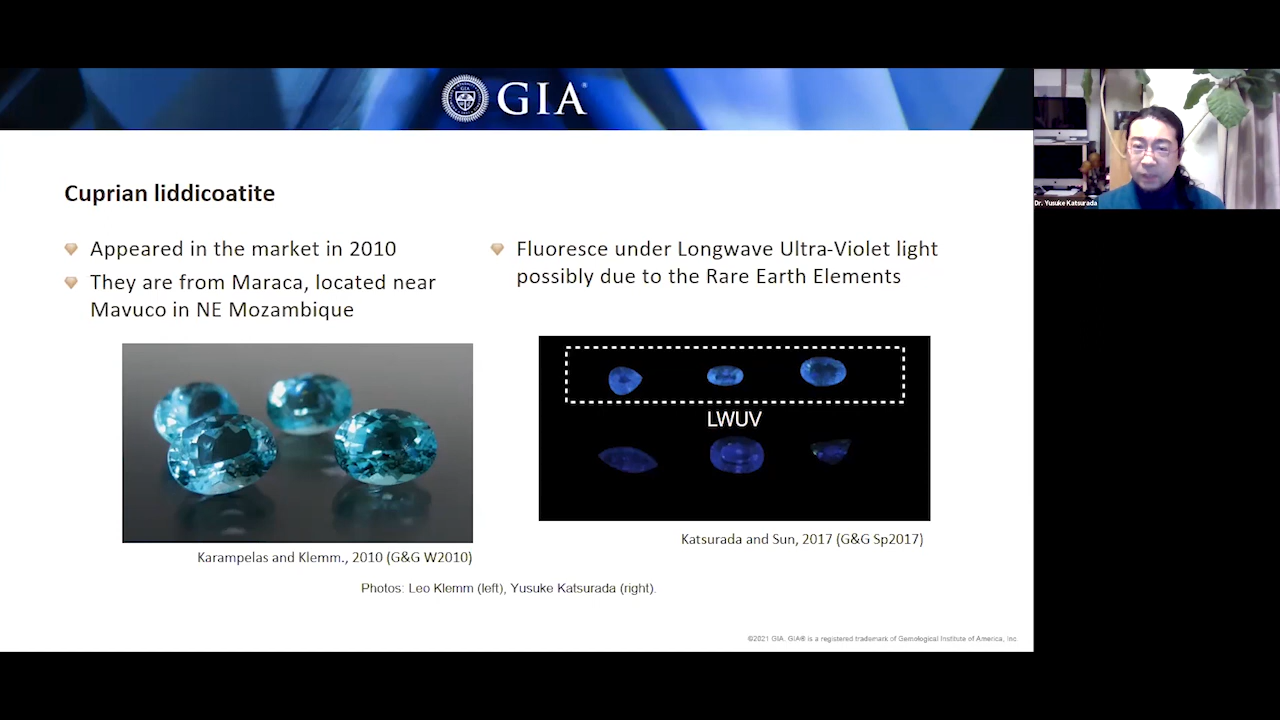 GIA
Dr. Yusuke Katsurada
Cuprian liddicoatite
Appeared in the market in 2010
They are from Maraca, located near
Mavuco in NE Mozambique
Fluoresce under Longwave Ultra-Violet light
possibly due to the Rare Earth Elements
LWUV
Karampelas and Klemm., 2010 (G&G W2010)
Katsurada and Sun, 2017 (G&G Sp2017)
Photos: Leo Klemm (left), Yusuke Katsurada (right).
©2021 GIA. GIA® is a registered trademark of Gemological Institute of America, Inc